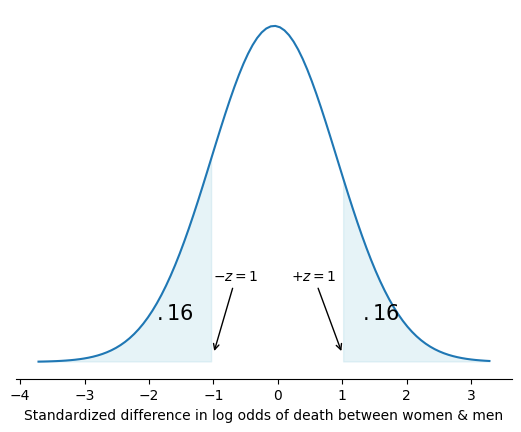 −z = 1
+z = 1
.16
.16
−4 −3 −2 −1 0 1 2 3
Standardized difference in log odds of death between women & men